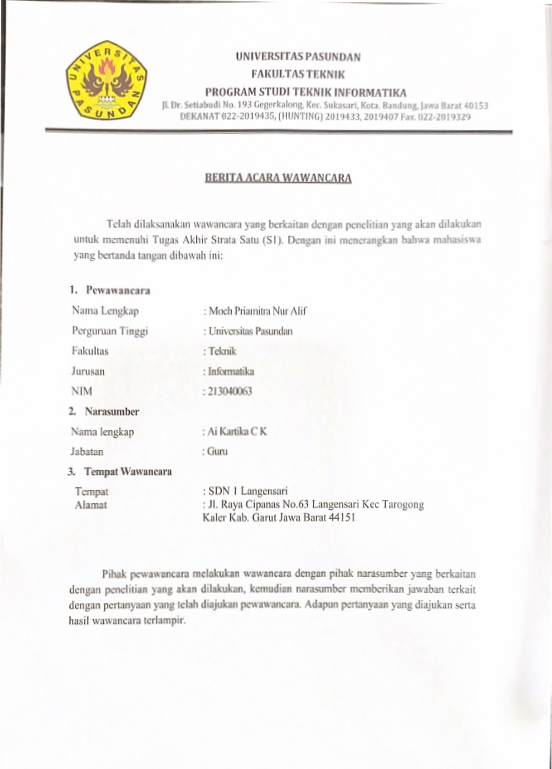 UNIVERSITAS PASUNDAN
UNIVERSITAS PASUNDAN
FAKULTAS TEKNIK
PROGRAM STUDI TEKNIK INFORMATIKA
Jl. Dr. Setiabudi No. 193 Gegerkalong, Kec. Sukasari, Kota. Bandung, Jawa Barat 40153
DEKANAT 022-2019435, (HUNTING) 2019433, 2019407 Fax. 022-2019329
BERITA ACARA WAWANCARA
Telah dilaksanakan wawancara yang berkaitan dengan penelitian yang akan dilakukan
untuk memenuhi Tugas Akhir Strata Satu (S1). Dengan ini menerangkan bahwa mahasiswa
yang bertanda tangan dibawah ini:
1. Pewawancara
Nama Lengkap : Moch Priamitra Nur Alif
Perguruan Tinggi : Universitas Pasundan
Fakultas : Teknik
Jurusan : Informatika
NIM : 213040063
2. Narasumber
Nama lengkap : Ai Kartika C K
Jabatan : Guru
3. Tempat Wawancara
Tempat : SDN 1 Langensari
Alamat : Jl. Raya Cipanas No.63 Langensari Kec Tarogong
Kaler Kab. Garut Jawa Barat 44151
Pihak pewawancara melakukan wawancara dengan pihak narasumber yang berkaitan
dengan penelitian yang akan dilakukan, kemudian narasumber memberikan jawaban terkait
dengan pertanyaan yang telah diajukan pewawancara. Adapun pertanyaan yang diajukan serta
hasil wawancara terlampir.